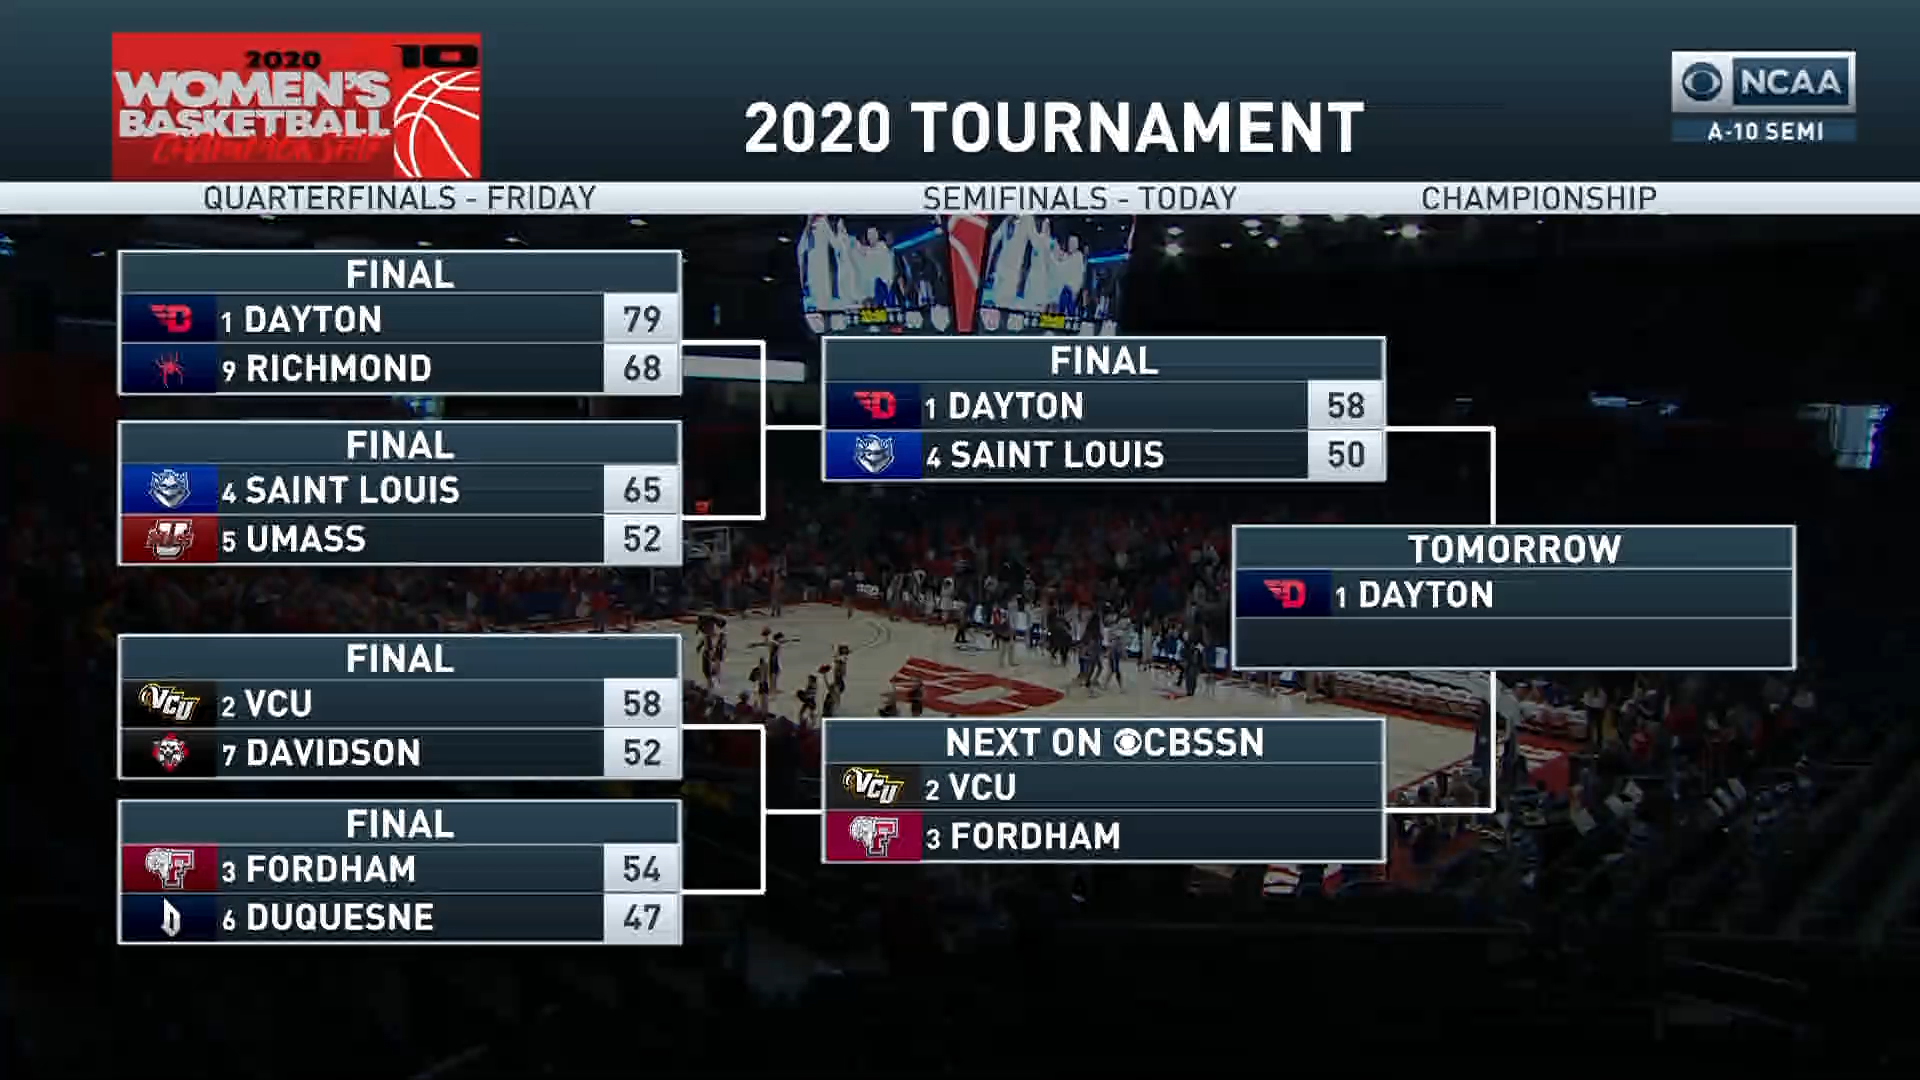 2020
10
WOMEN'S
BASKETBALL
CHAMPIONSHIP
2020 TOURNAMENT
NCAA
A-10 SEMI
QUARTERFINALS - FRIDAY
SEMIFINALS - TODAY
CHAMPIONSHIP
FINAL
1 DAYTON 79
9 RICHMOND 68
FINAL
4 SAINT LOUIS 65
5 UMASS 52
FINAL
VCU 2 VCU 58
7 DAVIDSON 52
FINAL
F 3 FORDHAM 54
D 6 DUQUESNE 47
FINAL
D 1 DAYTON 58
4 SAINT LOUIS 50
NEXT ON CBSSN
VCU 2 VCU
F 3 FORDHAM
TOMORROW
D 1 DAYTON